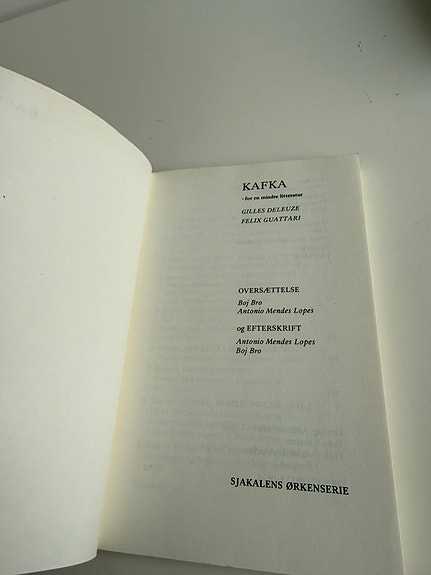 KAFKA
- for en mindre litteratur
GILLES DELEUZE
FELIX GUATTARI
OVERSÆTTELSE
Boj Bro
Antonio Mendes Lopes
og EFTERSKRIFT
Antonio Mendes Lopes
Boj Bro
SJAKALENS ØRKENSERIE